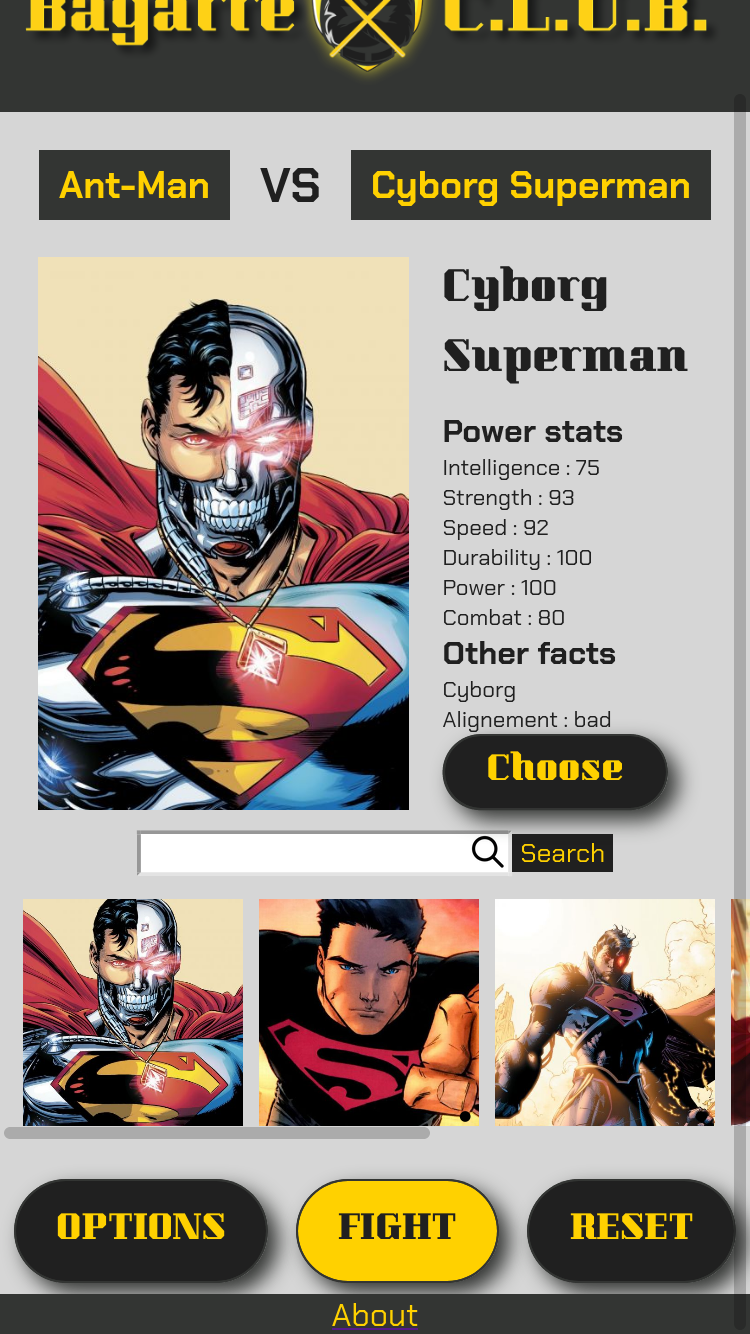 Bagarre C.L.U.B.
Ant-Man VS Cyborg Superman
Cyborg
Superman
Power stats
Intelligence : 75
Strength : 93
Speed : 92
Durability : 100
Power : 100
Combat : 80
Other facts
Cyborg
Alignement : bad
Choose
Search
OPTIONS FIGHT RESET
About